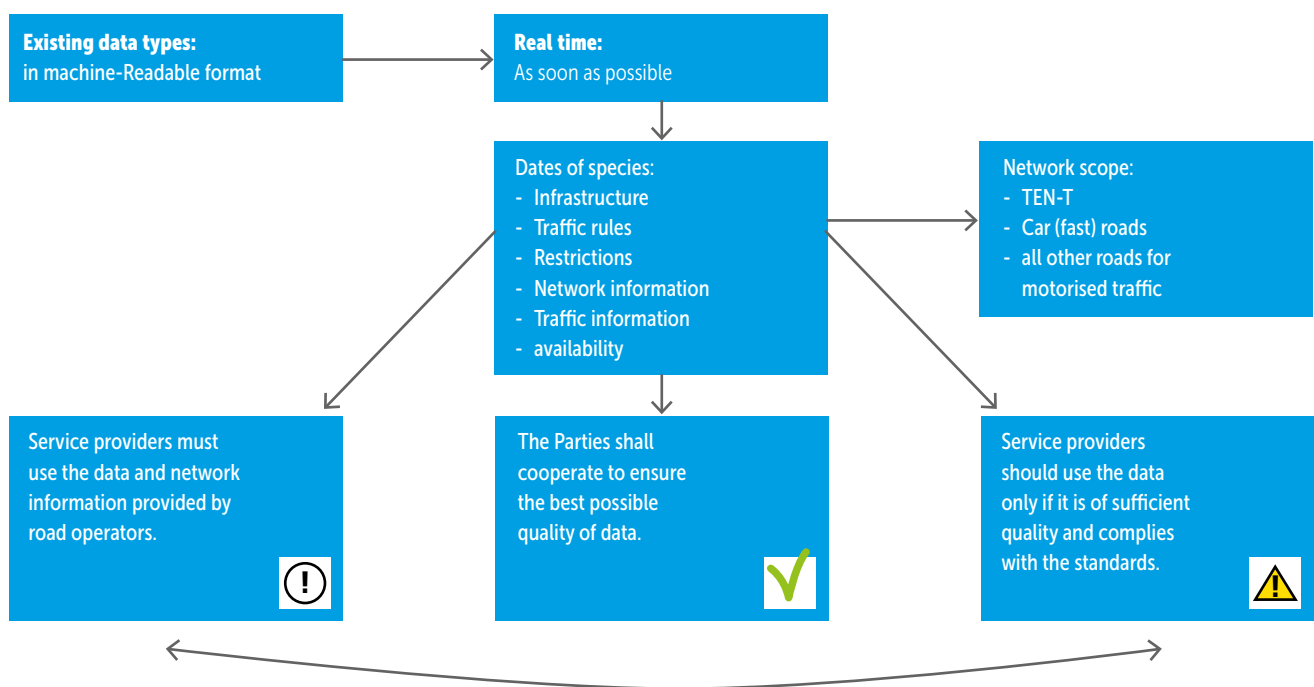 Existing data types:
in machine-Readable format
Real time:
As soon as possible
Dates of species:
- Infrastructure
- Traffic rules
- Restrictions
- Network information
- Traffic information
- availability
Network scope:
- TEN-T
- Car (fast) roads
- all other roads for
motorised traffic
Service providers must
use the data and network
information provided by
road operators.
!
The Parties shall
cooperate to ensure
the best possible
quality of data.
Service providers
should use the data
only if it is of sufficient
quality and complies
with the standards.
!